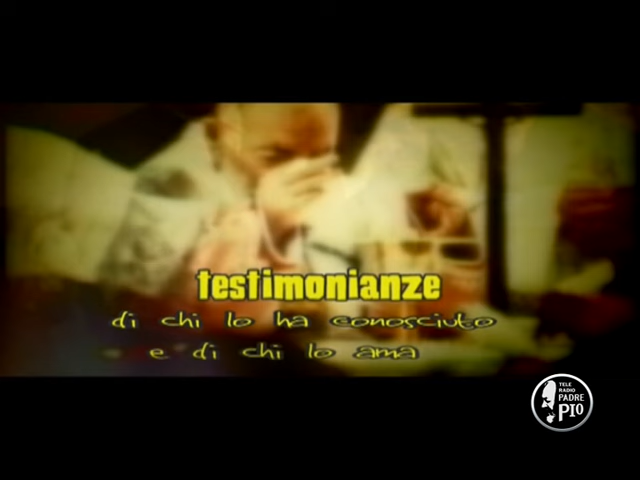 testimonianze
di chi lo ha conosciuto
e di chi lo ama
TELE
RADIO
PADRE
PIO